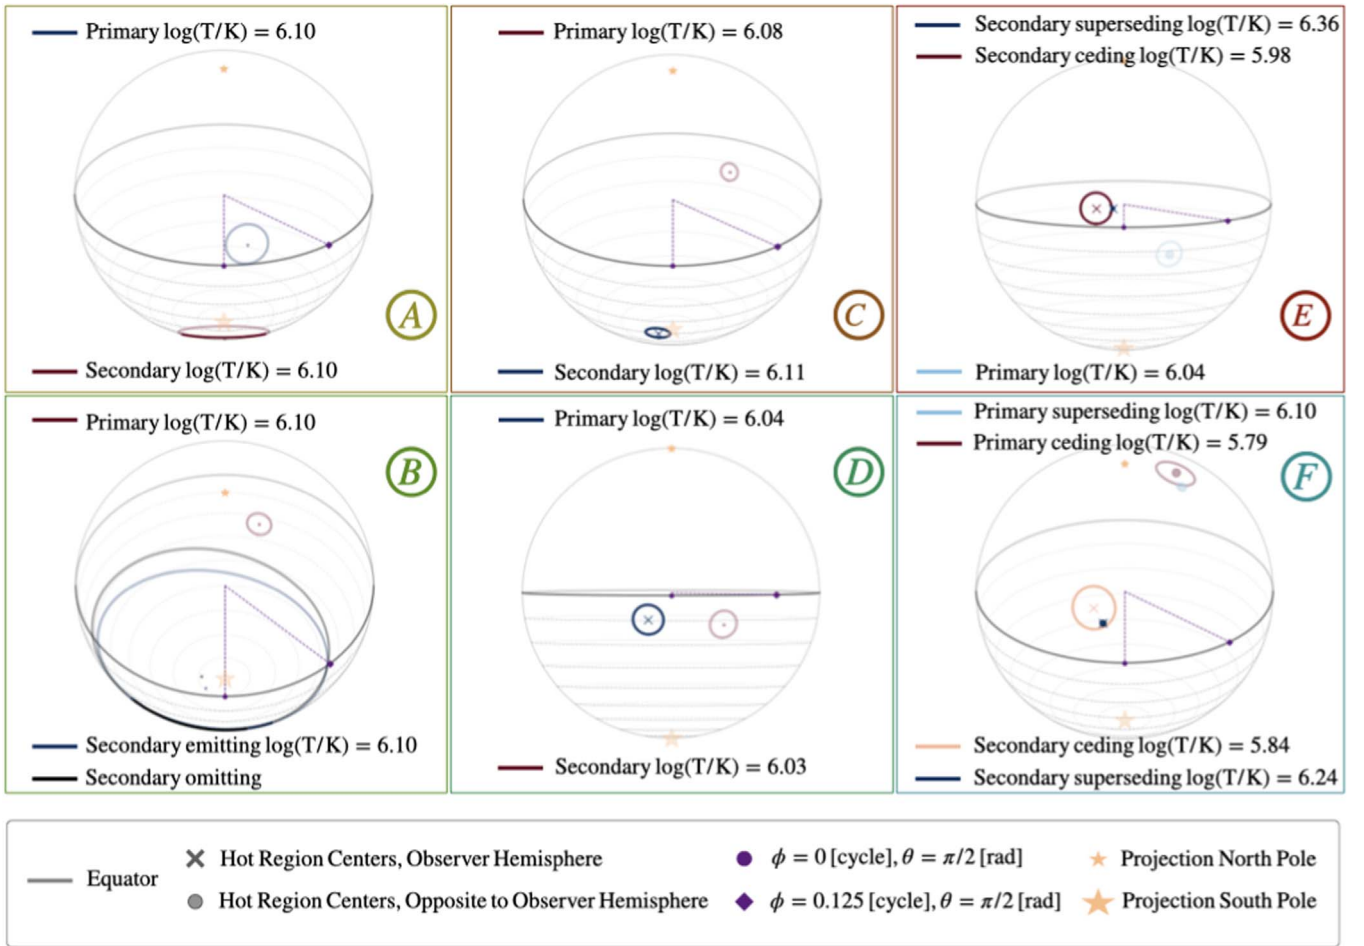 Primary log(T/K) = 6.10
A
Secondary log(T/K) = 6.10
Primary log(T/K) = 6.08
C
Secondary log(T/K) = 6.11
Secondary superseding log(T/K) = 6.36
Secondary ceding log(T/K) = 5.98
E
Primary log(T/K) = 6.04
Primary log(T/K) = 6.10
B
Secondary emitting log(T/K) = 6.10
Secondary omitting
Primary log(T/K) = 6.04
D
Secondary log(T/K) = 6.03
Primary superseding log(T/K) = 6.10
Primary ceding log(T/K) = 5.79
F
Secondary ceding log(T/K) = 5.84
Secondary superseding log(T/K) = 6.24
Equator
Hot Region Centers, Observer Hemisphere
Hot Region Centers, Opposite to Observer Hemisphere
ϕ = 0 [cycle], θ = π/2 [rad]
ϕ = 0.125 [cycle], θ = π/2 [rad]
Projection North Pole
Projection South Pole